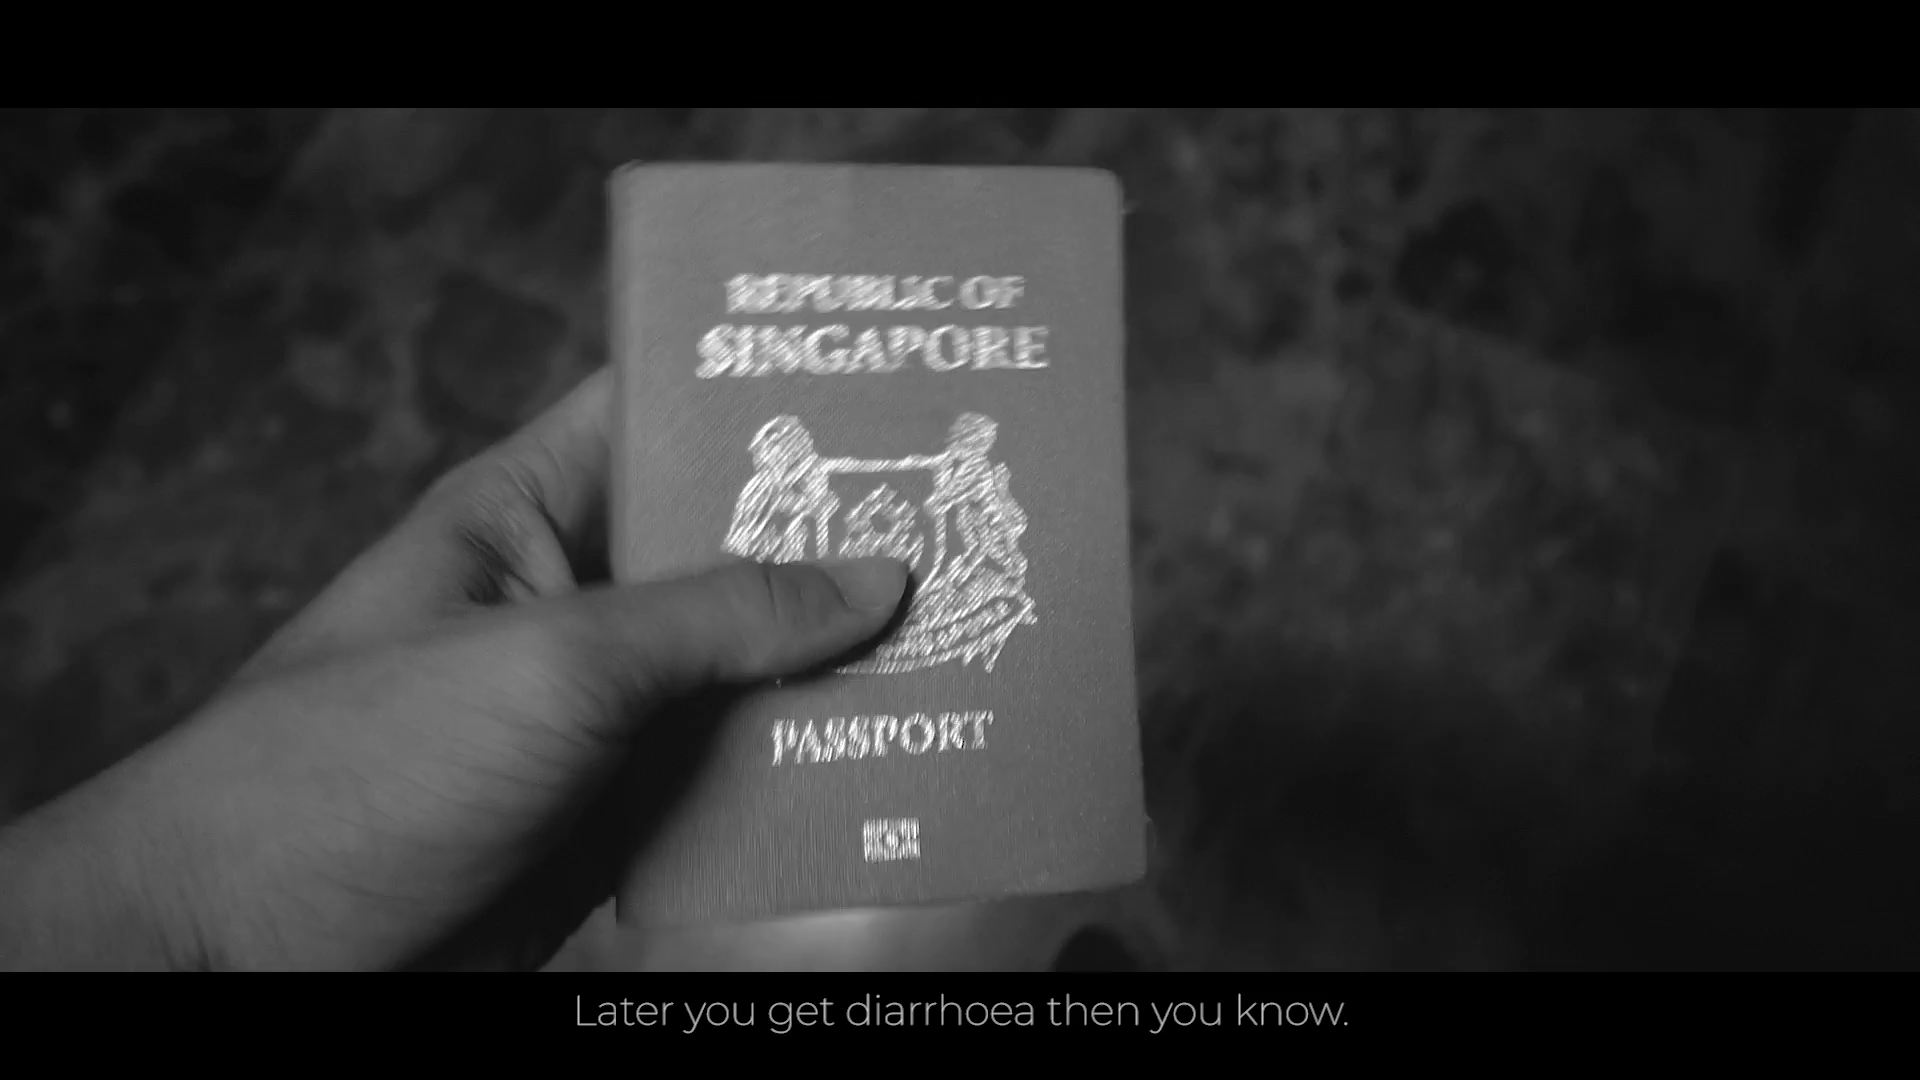 REPUBLIC OF
SINGAPORE
PASSPORT
Later you get diarrhoea then you know.